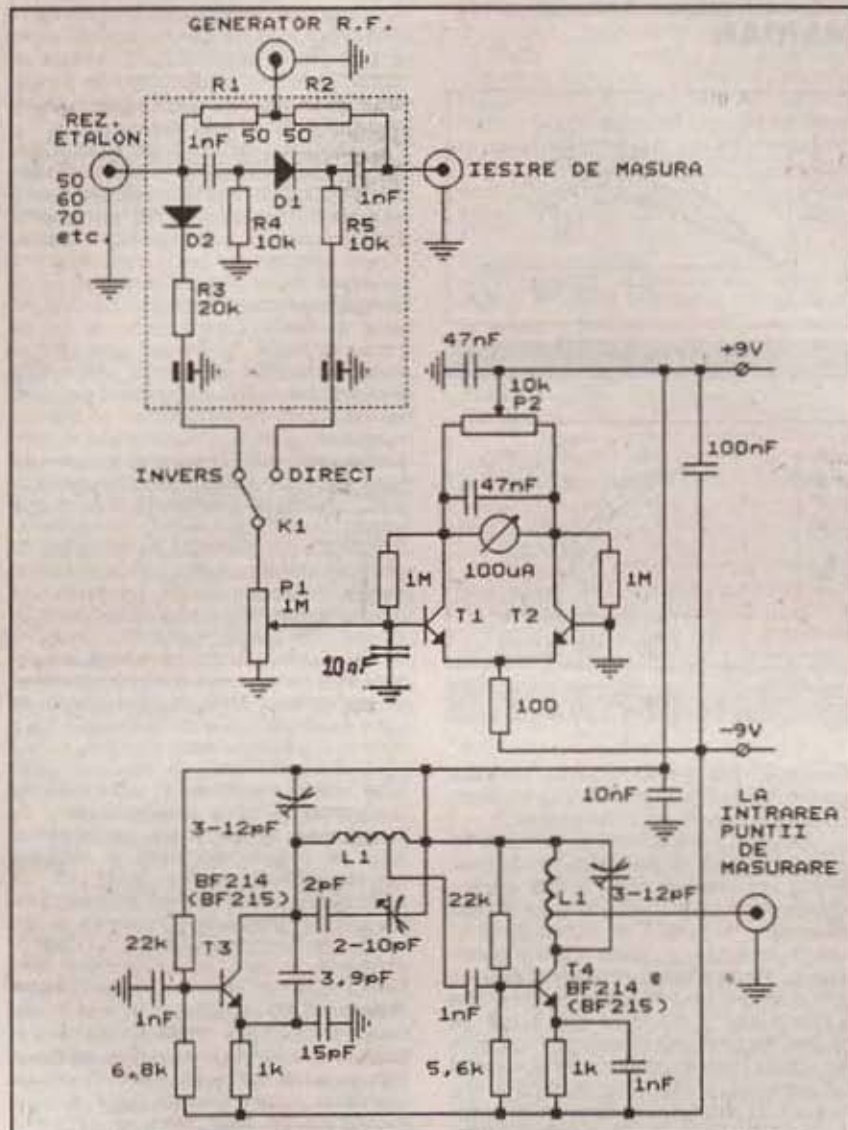 GENERATOR R.F.
R1
R2
REZ.
ETALON
50 50
1nF
IESIRE DE MASURA
50
60
70
etc.
D1
1nF
D2
R4
10k
R5
10k
R3
20k
47nF
+9V
10k
P2
100nF
INVERS
DIRECT
47nF
K1
100uA
1M
1M
P1
1M
T1
T2
10nF
100
-9V
10nF
LA
INTRAREA
PUNTII
DE
MASURARE
3-12pF
L1
BF214
(BF215)
2pF
22k
L1
3-12pF
22k
T3
2-10pF
3,9pF
T4
BF214
(BF215)
1nF
1nF
15pF
6,8k
1k
5,6k
1k
1nF